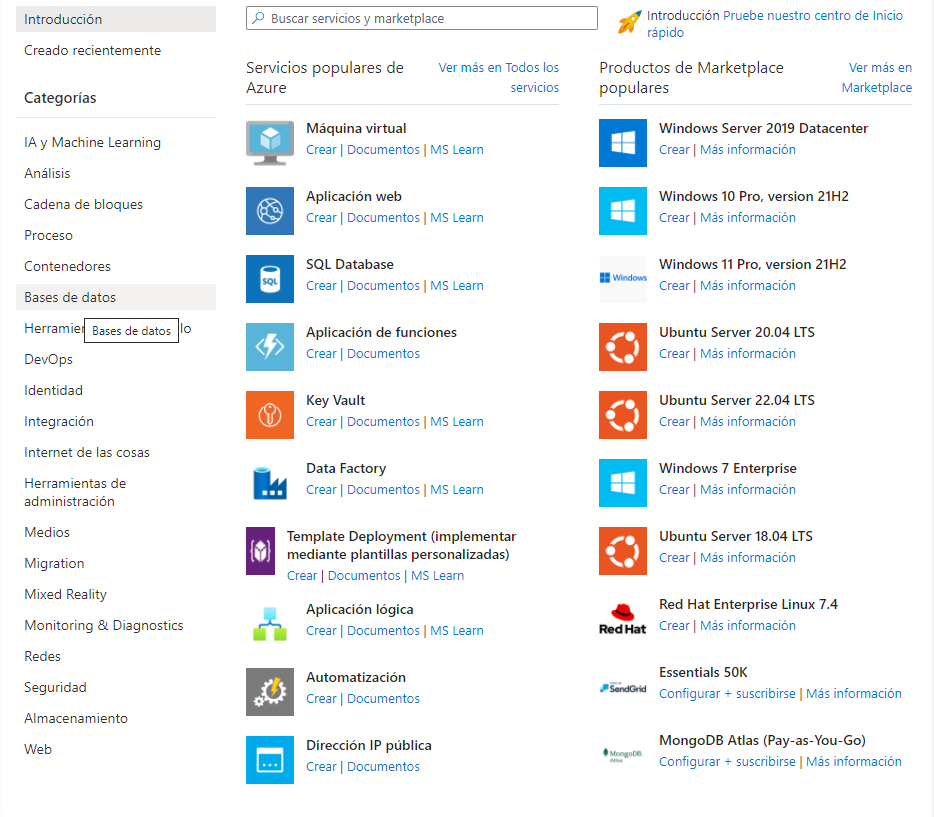 Introducción
Creado recientemente
Categorías
IA y Machine Learning
Análisis
Cadena de bloques
Proceso
Contenedores
Bases de datos
Herramien
lo
Bases de datos
DevOps
Identidad
Integración
Internet de las cosas
Herramientas de
administración
Medios
Migration
Mixed Reality
Monitoring & Diagnostics
Redes
Seguridad
Almacenamiento
Web
Buscar servicios y marketplace
Introducción Pruebe nuestro centro de Inicio
rápido
Servicios populares de
Azure
Ver más en Todos los
servicios
Máquina virtual
Crear | Documentos | MS Learn
Aplicación web
Crear | Documentos | MS Learn
SQL
SQL Database
Crear | Documentos | MS Learn
Aplicación de funciones
Crear | Documentos
Key Vault
Crear | Documentos | MS Learn
Data Factory
Crear | Documentos | MS Learn
Template Deployment (implementar
mediante plantillas personalizadas)
Crear | Documentos | MS Learn
Aplicación lógica
Crear | Documentos | MS Learn
Automatización
Crear | Documentos
Dirección IP pública
Crear | Documentos
Productos de Marketplace
populares
Ver más en
Marketplace
Windows Server 2019 Datacenter
Crear | Más información
Windows 10 Pro, version 21H2
Crear | Más información
Windows
Windows 11 Pro, version 21H2
Crear | Más información
Ubuntu Server 20.04 LTS
Crear | Más información
Ubuntu Server 22.04 LTS
Crear | Más información
Windows 7 Enterprise
Crear | Más información
Ubuntu Server 18.04 LTS
Crear | Más información
Red Hat
Red Hat Enterprise Linux 7.4
Crear | Más información
SendGrid
Essentials 50K
Configurar + suscribirse | Más información
MongoDB
Atlas
MongoDB Atlas (Pay-as-You-Go)
Configurar + suscribirse | Más información